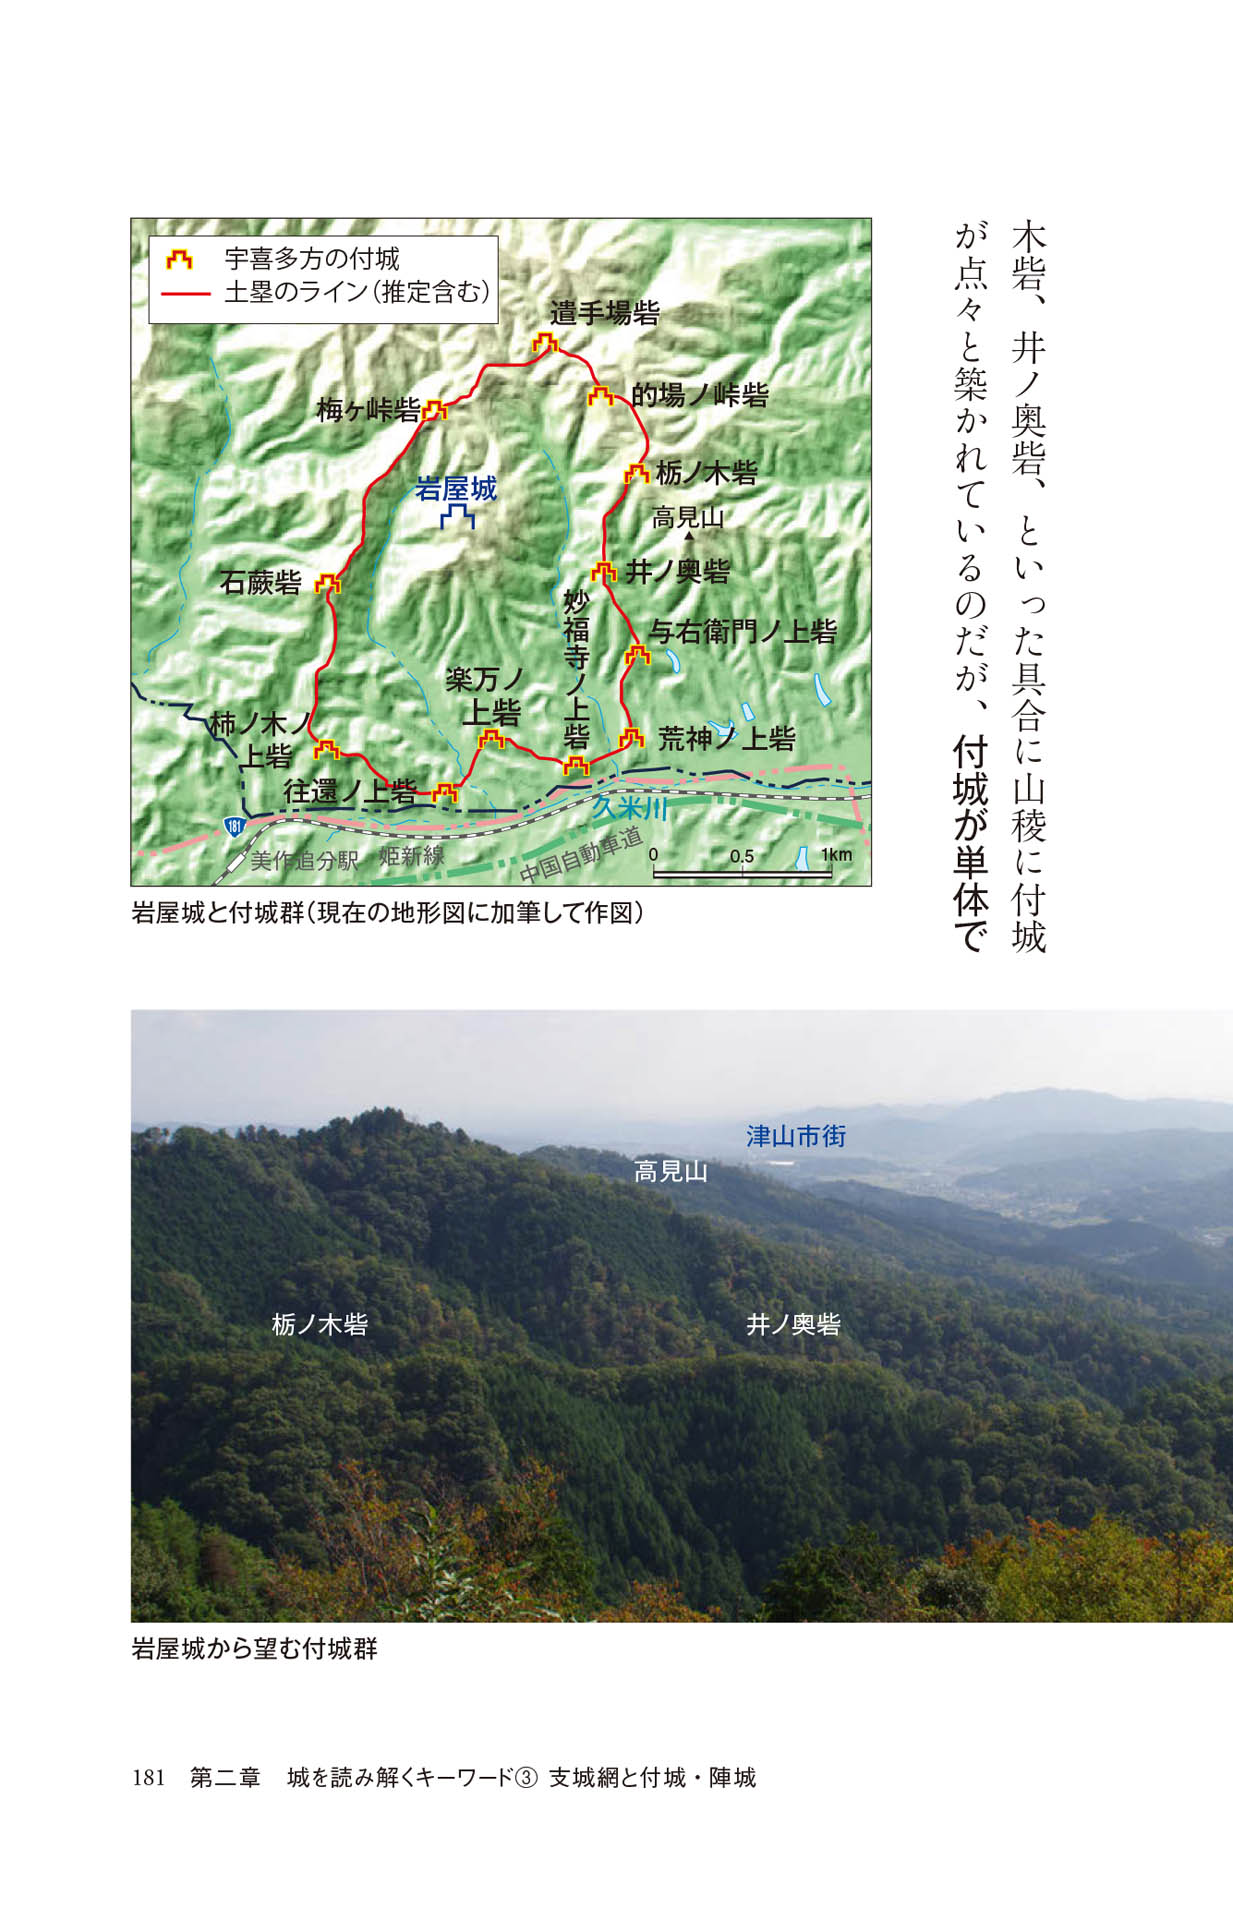 木砦、井ノ奥砦、といった具合に山稜に付城
が点々と築かれているのだが、付城が単体で
宇喜多方の付城
土塁のライン(推定含む)
遣手場砦
的場ノ峠砦
梅ヶ峠砦
栃ノ木砦
岩屋城
高見山
井ノ奥砦
石蕨砦
妙福寺ノ上砦
与右衛門ノ上砦
楽万ノ
上砦
柿ノ木ノ
上砦
荒神ノ上砦
往還ノ上砦
久米川
181
美作追分駅
姫新線
中国自動車道
0
0.5
1km
岩屋城と付城群(現在の地形図に加筆して作図)
津山市街
高見山
栃ノ木砦
井ノ奥砦
岩屋城から望む付城群
181 第二章 城を読み解くキーワード③ 支城網と付城・陣城